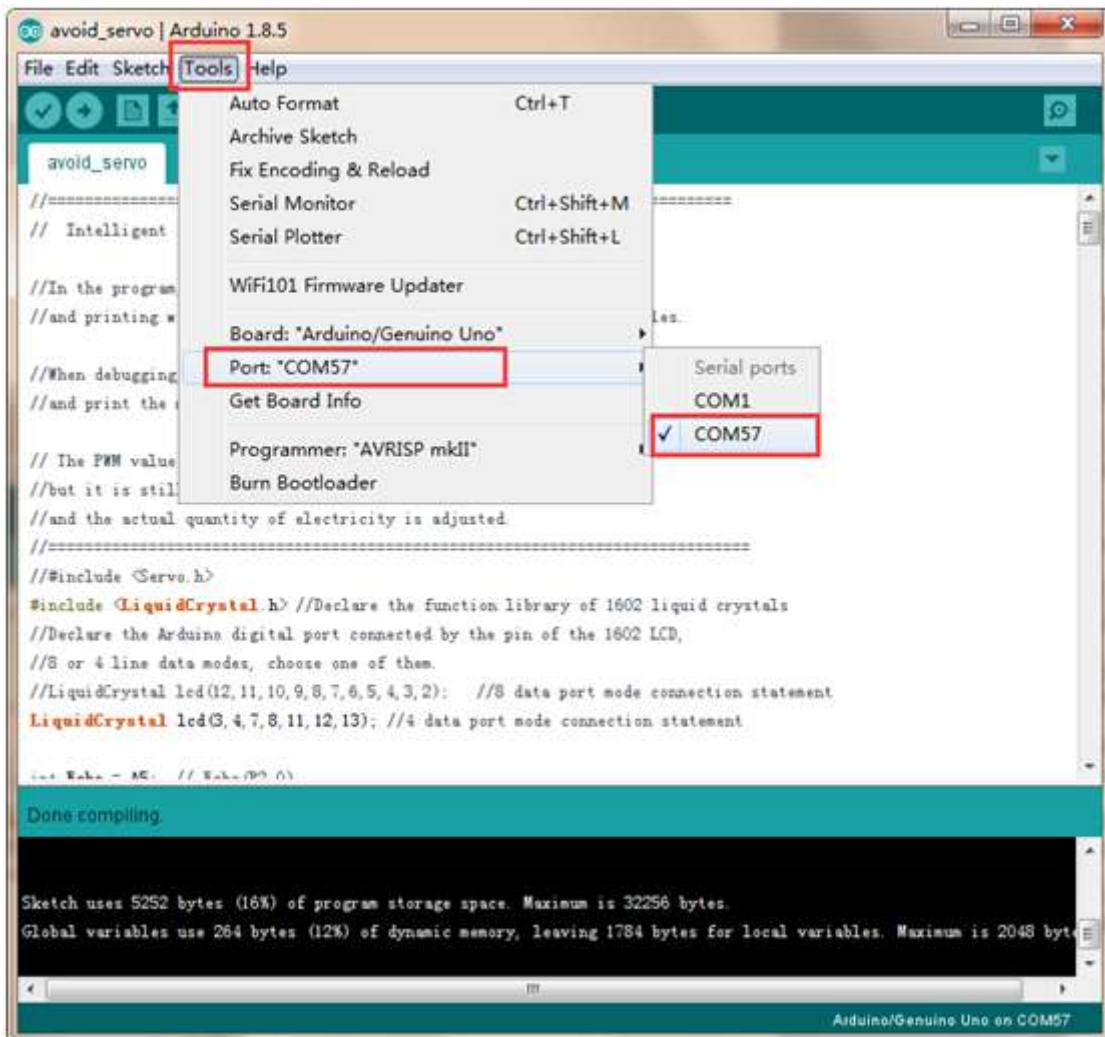 avoid_servo | Arduino 1.8.5
File Edit Sketch Tools Help
Auto Format Ctrl+T
Archive Sketch
Fix Encoding & Reload
Serial Monitor Ctrl+Shift+M
Serial Plotter Ctrl+Shift+L
WiFi101 Firmware Updater
Board: "Arduino/Genuino Uno"
Port: "COM57"
Get Board Info
Programmer: "AVRISP mkII"
Burn Bootloader
Serial ports
COM1
✓ COM57
avoid_servo
//===============
=========
// Intelligent
//In the program
//and printing
les.
//When debugging
//and print the
// The PWM value
//but it is stil
//and the actual quantity of electricity is adjusted
//================================================================================
//#include <Servo.h>
#include <LiquidCrystal.h> //Declare the function library of 1602 liquid crystals
//Declare the Arduino digital port connected by the pin of the 1602 LCD,
//8 or 4 line data modes, choose one of them.
//LiquidCrystal lcd(12,11,10,9,8,7,6,5,4,3,2); //8 data port mode connection statement
LiquidCrystal lcd(3,4,7,8,11,12,13); //4 data port mode connection statement
int Echo = A5; // Echo(P2.0)
Done compiling.
Sketch uses 5252 bytes (16%) of program storage space. Maximum is 32256 bytes.
Global variables use 264 bytes (12%) of dynamic memory, leaving 1784 bytes for local variables. Maximum is 2048 byt
Arduino/Genuino Uno on COM57